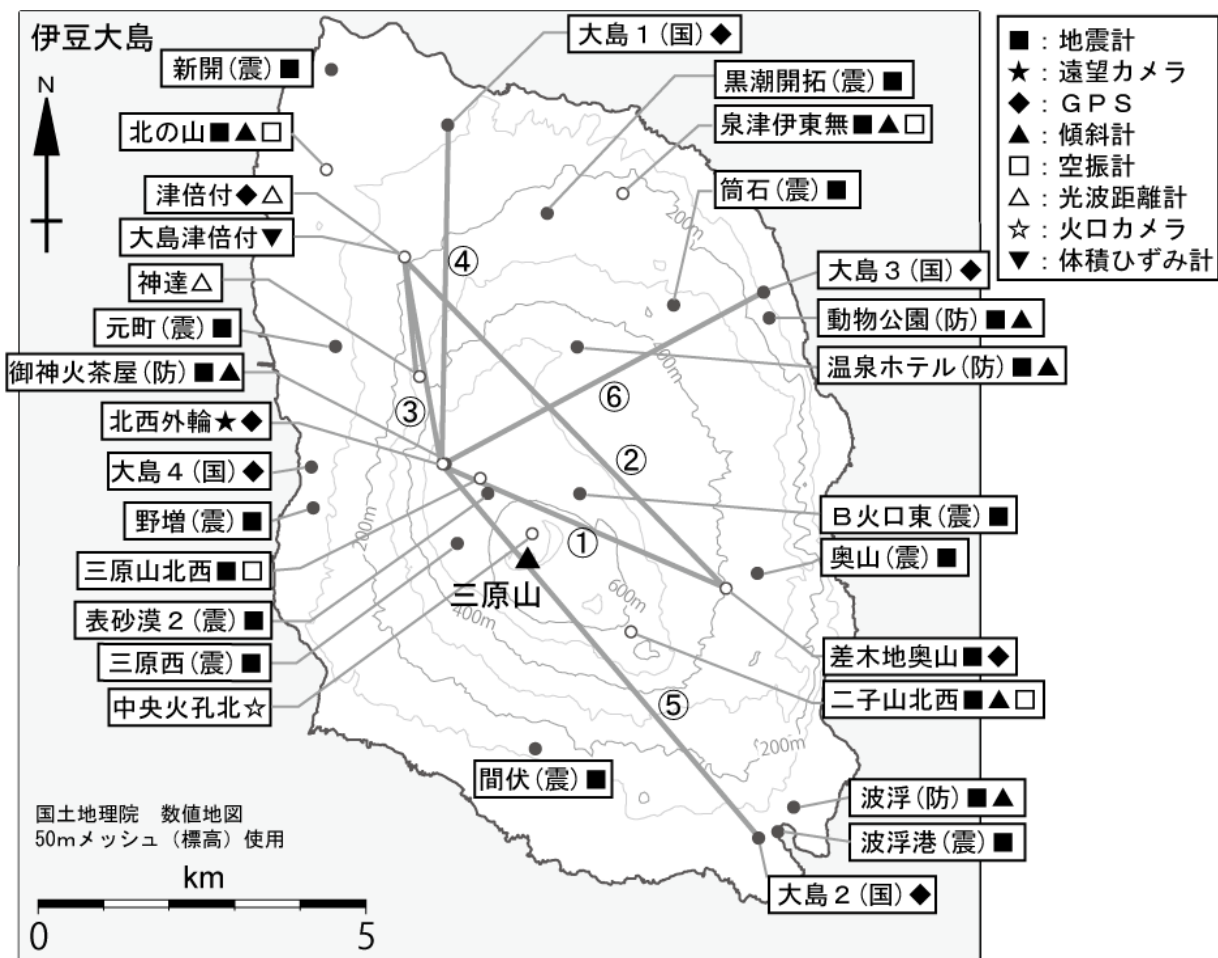 伊豆大島
N
大島１(国)◆
新開(震)■
黒潮開拓(震)■
北の山■▲□
泉津伊東無■▲□
津倍付◆△
筒石(震)■
大島津倍付▼
神達△
大島３(国)◆
元町(震)■
動物公園(防)■▲
御神火茶屋(防)■▲
温泉ホテル(防)■▲
北西外輪★◆
大島４(国)◆
野増(震)■
Ｂ火口東(震)■
三原山北西■□
奥山(震)■
表砂漠２(震)■
三原西(震)■
差木地奥山■◆
中央火孔北☆
二子山北西■▲□
間伏(震)■
波浮(防)■▲
波浮港(震)■
大島２(国)◆
三原山
①
②
③
④
⑤
⑥
200m
400m
200m
600m
400m
200m
国土地理院　数値地図
50mメッシュ（標高）使用
km
0
5
■：地震計
★：遠望カメラ
◆：ＧＰＳ
▲：傾斜計
□：空振計
△：光波距離計
☆：火口カメラ
▼：体積ひずみ計